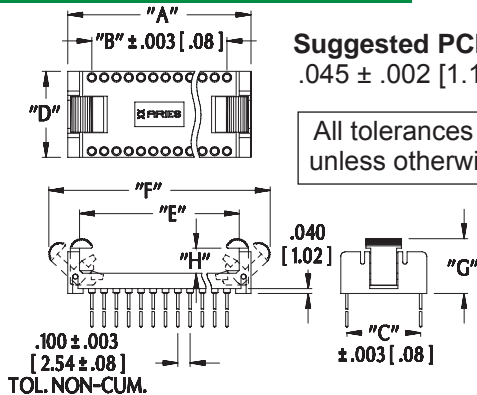 "A"
"B" ±.003 [ .08 ]
Suggested PC
.045 ± .002 [1.1
"D"
ARIES
All tolerances
unless otherwi
"F"
"E"
"H"
.040
[ 1.02 ]
"G"
"C"
±.003 [ .08 ]
.100 ±.003
[ 2.54 ±.08 ]
TOL. NON-CUM.